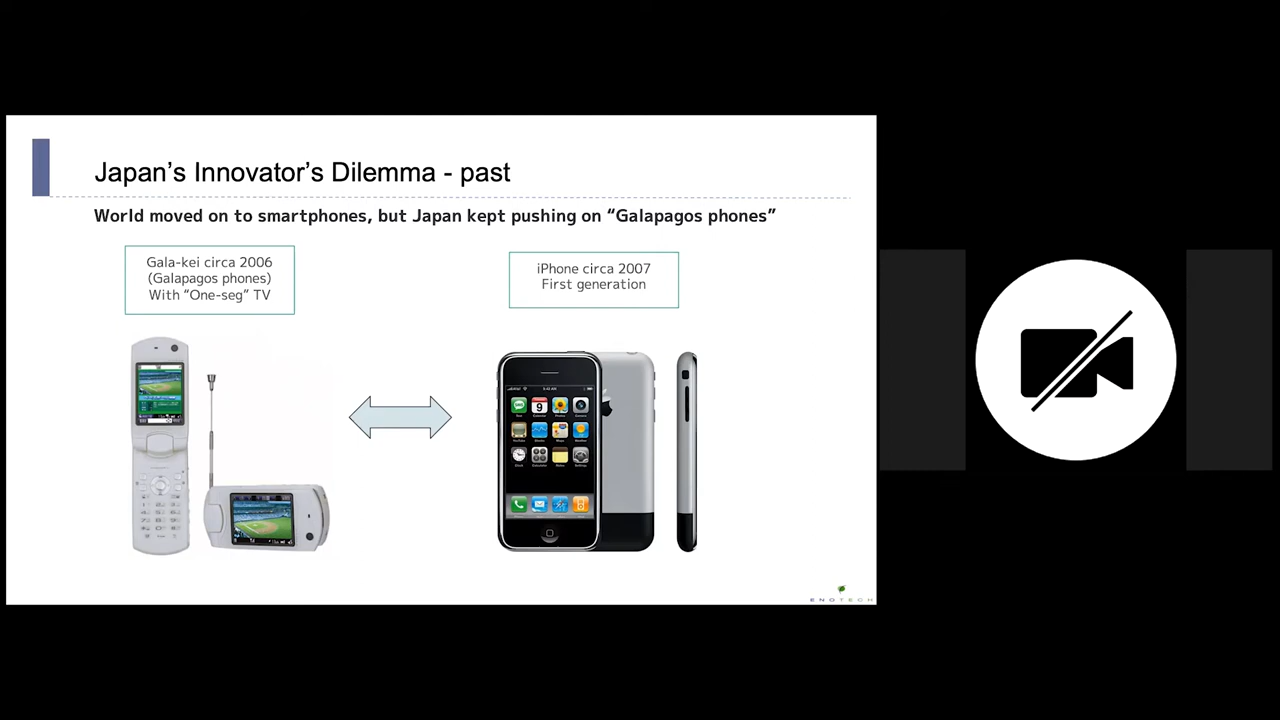 Japan’s Innovator’s Dilemma - past
World moved on to smartphones, but Japan kept pushing on “Galapagos phones”
Gala-kei circa 2006
(Galapagos phones)
With “One-seg” TV
iPhone circa 2007
First generation
ENOTECH